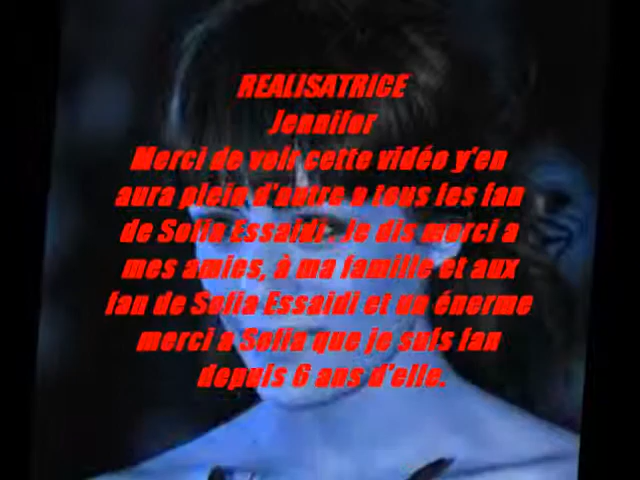 REALISATRICE
Jennifer
Merci de voir cette vidéo y'en
aura plein d'autre a tous les fan
de Sofia Essaidi . Je dis merci a
mes amies, à ma famille et aux
fan de Sofia Essaidi et un énorme
merci a Sofia que je suis fan
depuis 6 ans d'elle.